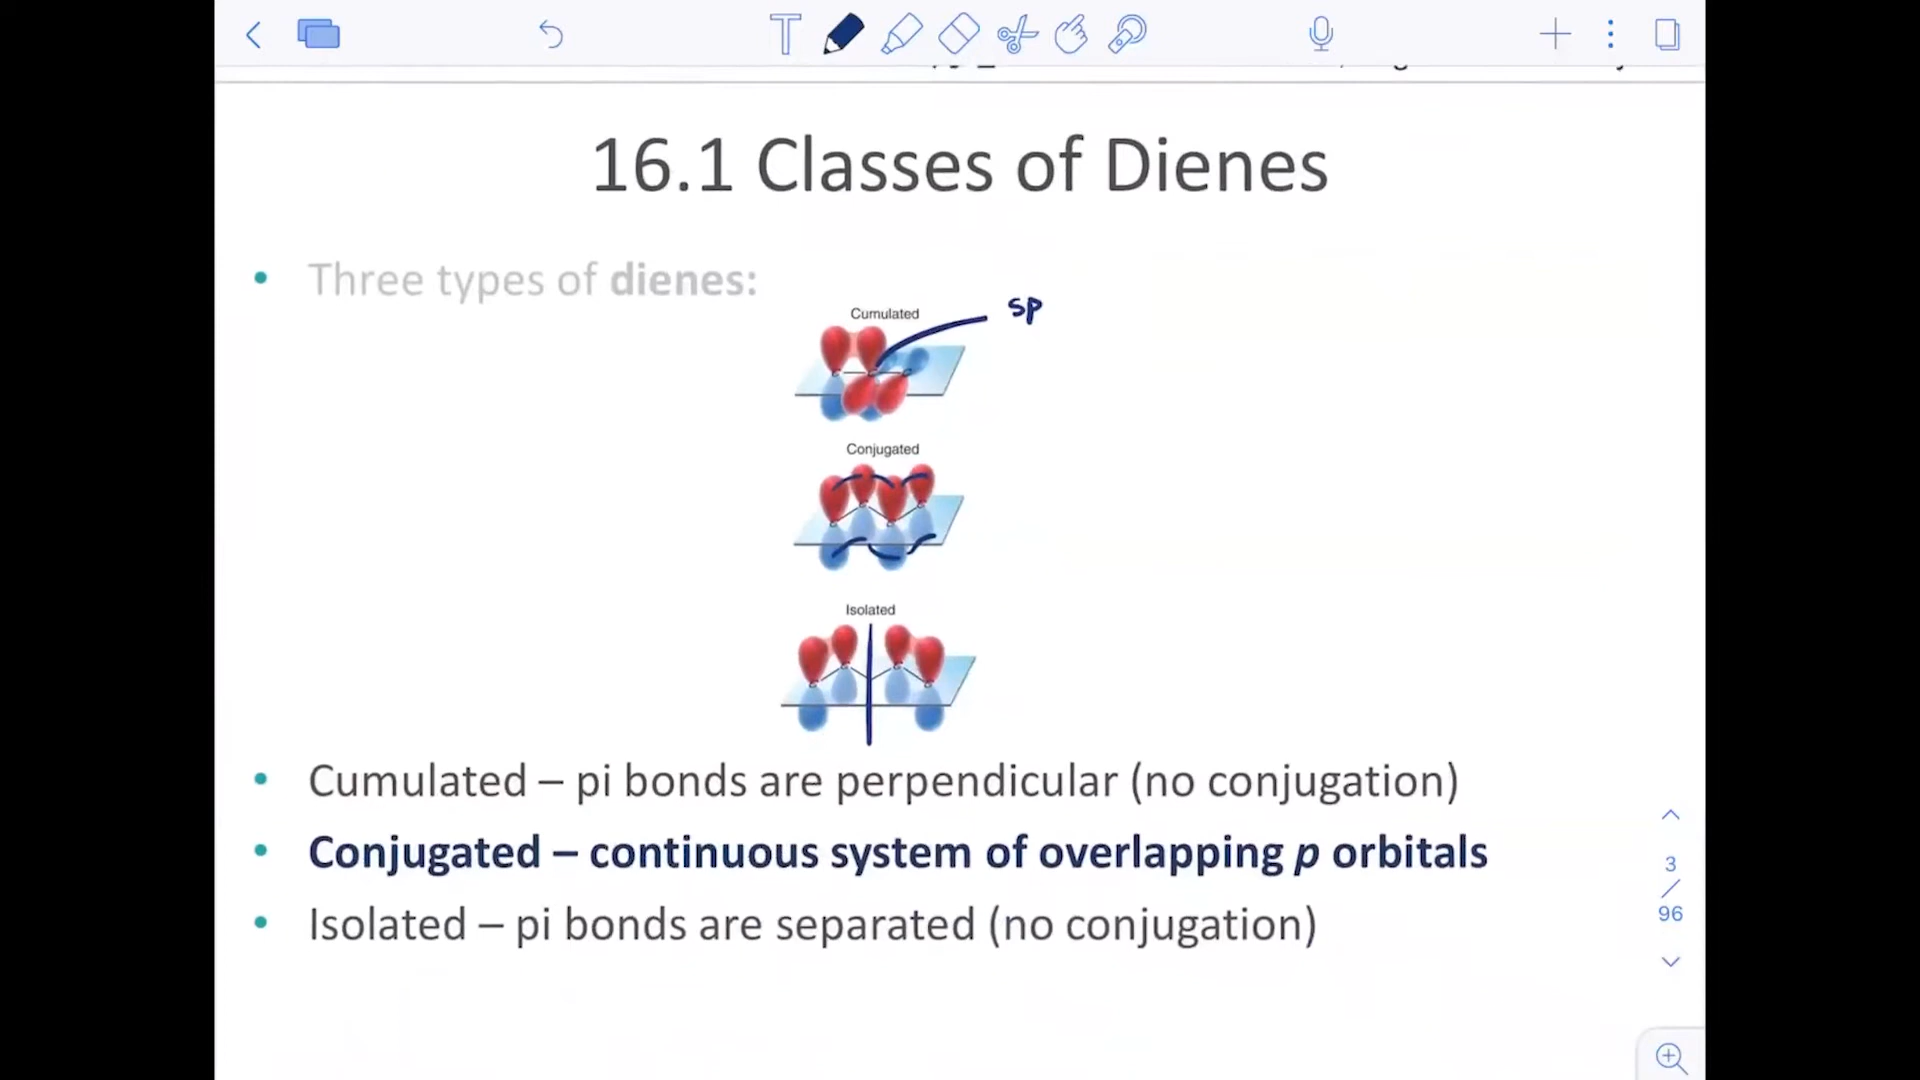 16.1 Classes of Dienes
• Three types of dienes:
Cumulated
sp
Conjugated
Isolated
• Cumulated – pi bonds are perpendicular (no conjugation)
• Conjugated – continuous system of overlapping p orbitals
• Isolated – pi bonds are separated (no conjugation)
3
/
96